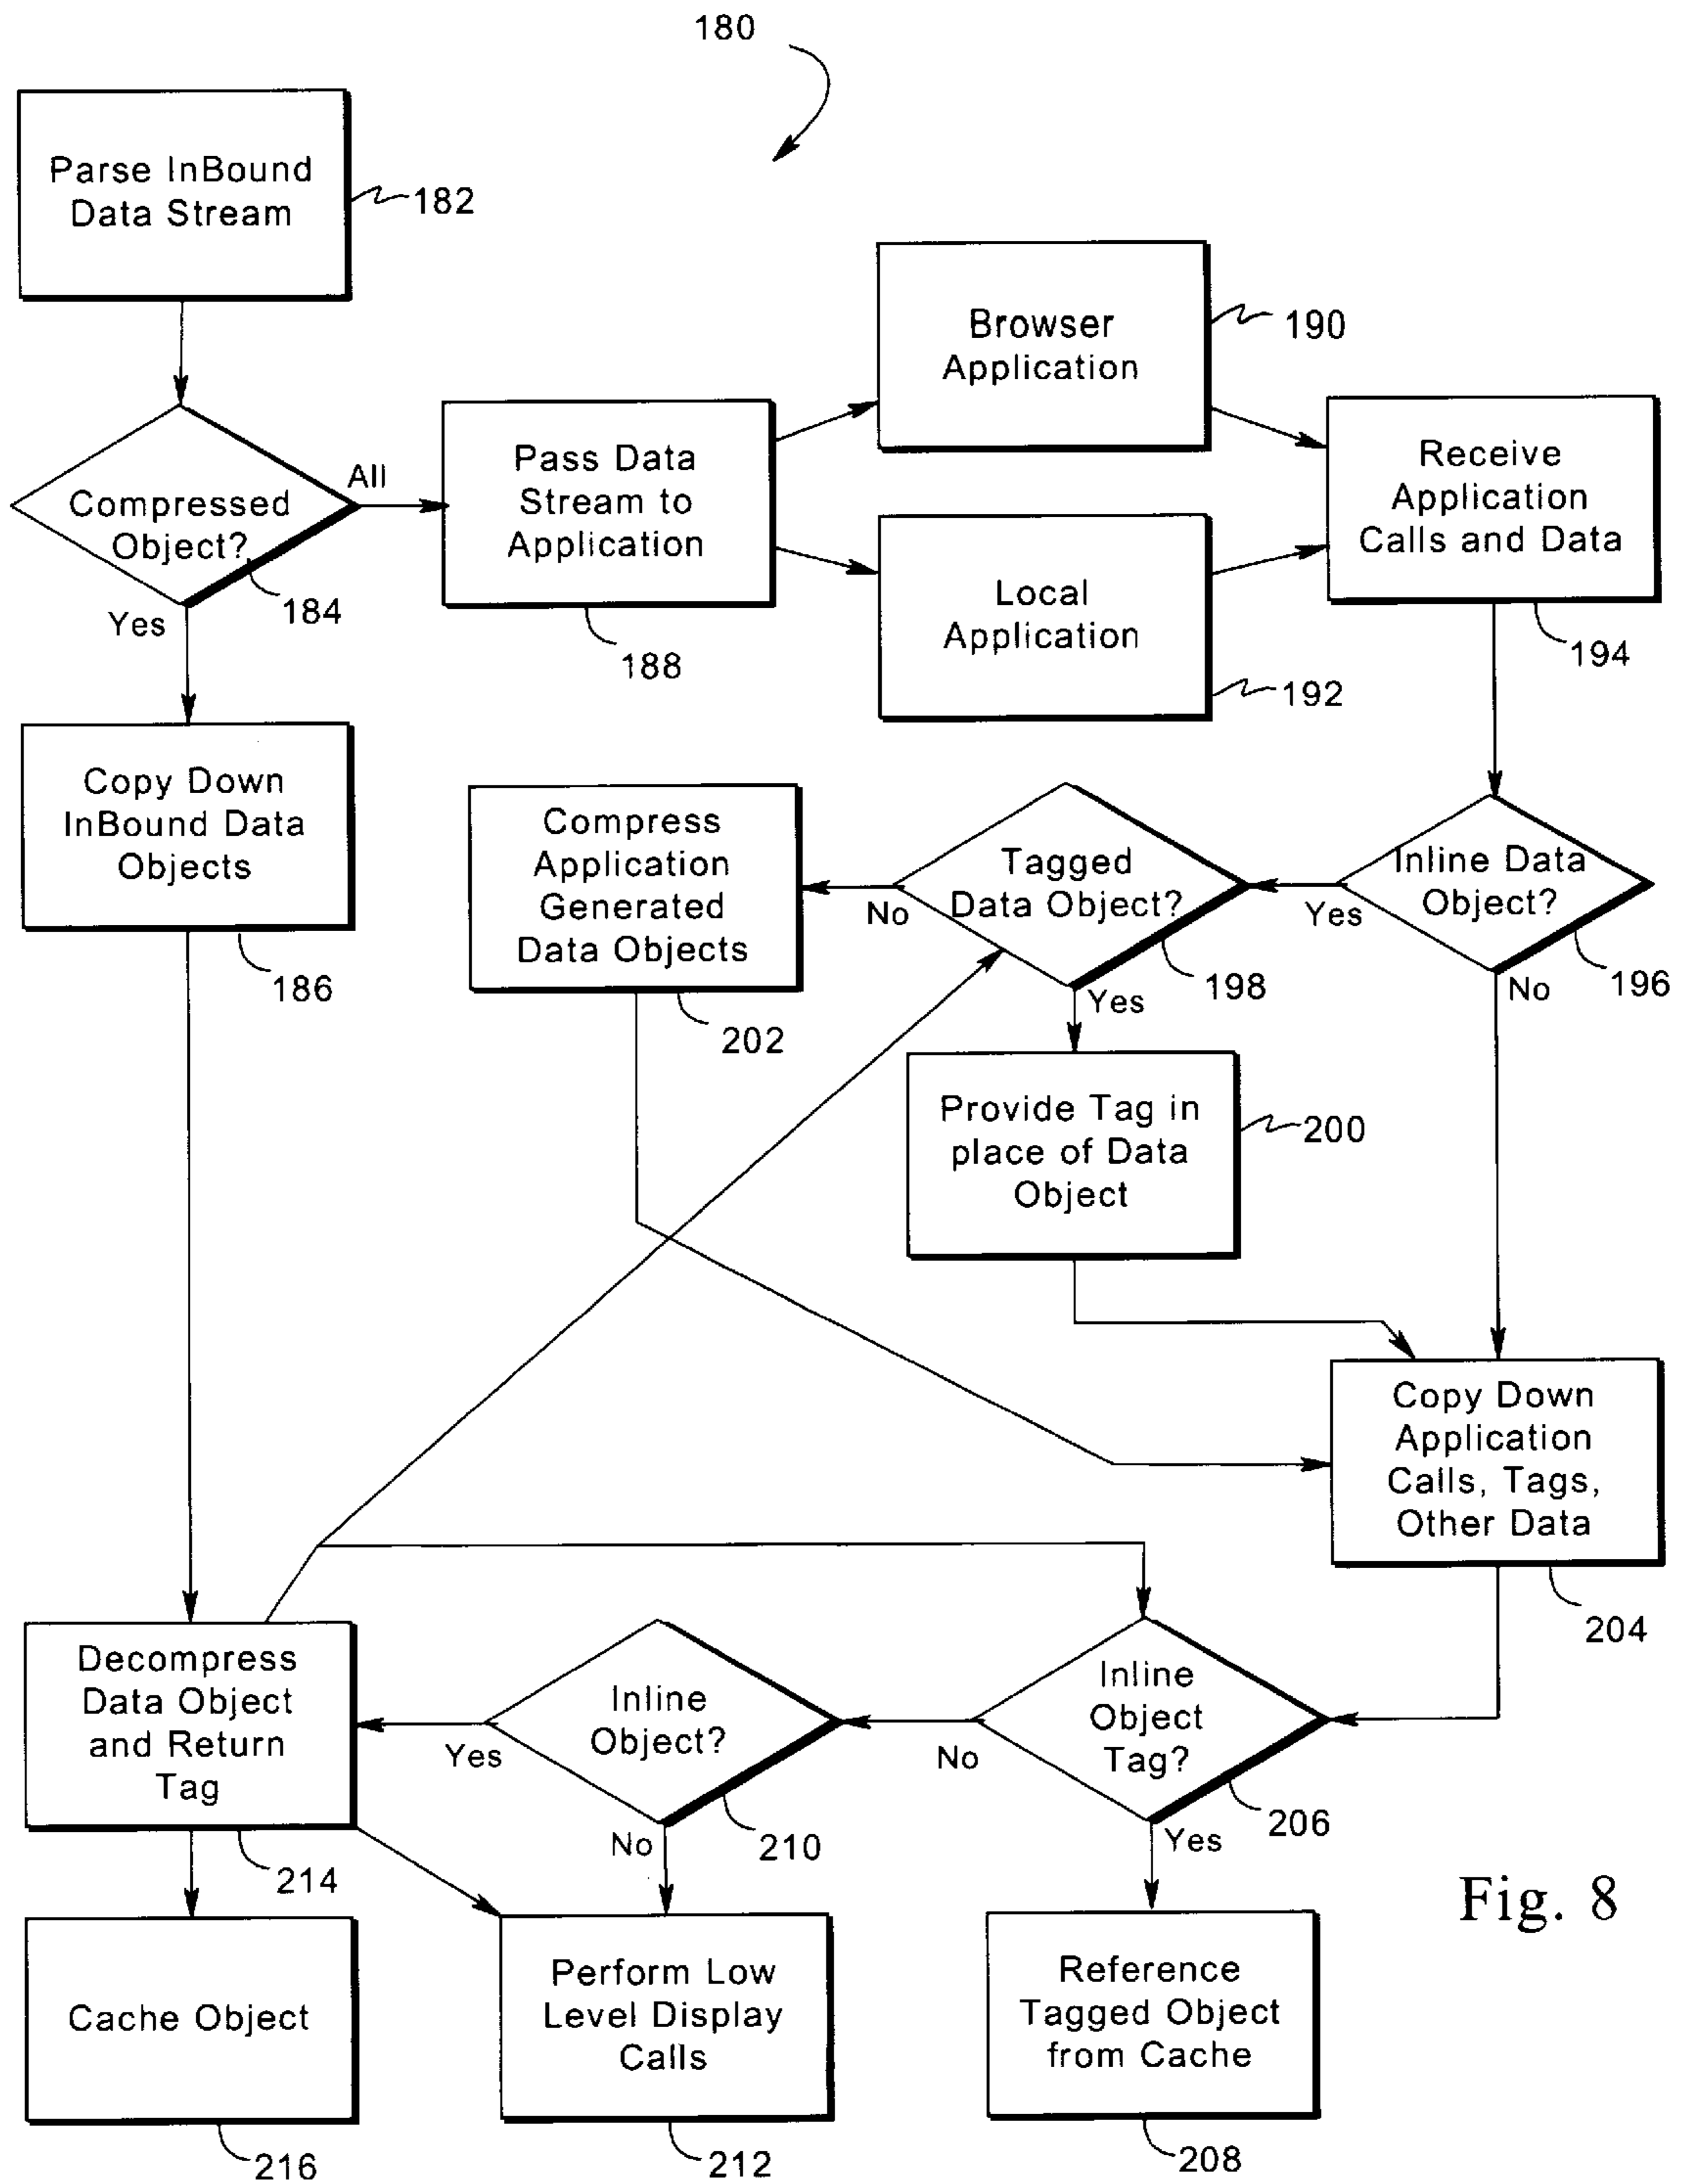 180
Parse InBound
Data Stream
182
Compressed
Object?
All
184
Yes
Pass Data
Stream to
Application
188
Browser
Application
190
Local
Application
192
Receive
Application
Calls and Data
194
Copy Down
InBound Data
Objects
186
Compress
Application
Generated
Data Objects
202
Tagged
Data Object?
No
198
Yes
Inline Data
Object?
Yes
196
No
Provide Tag in
place of Data
Object
200
Copy Down
Application
Calls, Tags,
Other Data
204
Decompress
Data Object
and Return
Tag
214
Inline
Object?
Yes
210
No
Inline
Object
Tag?
No
206
Yes
Fig. 8
Cache Object
216
Perform Low
Level Display
Calls
212
Reference
Tagged Object
from Cache
208